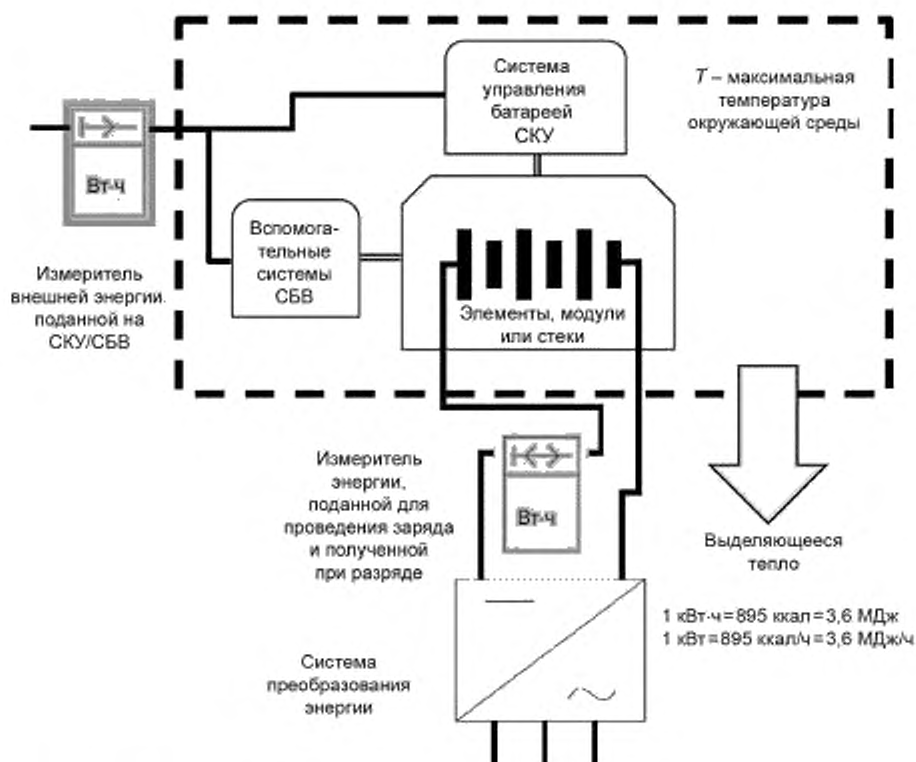 Система
управления
батареей
СКУ
T – максимальная
температура
окружающей среды
Вт·ч
Вспомога-
тельные
системы
СБВ
Измеритель
внешней энергии.
поданной на
СКУ/СБВ
Элементы, модули
или стеки
Измеритель
энергии,
поданной для
проведения заряда
и полученной
при разряде
Вт·ч
Выделяющееся
тепло
1 кВт·ч=895 ккал=3,6 МДж
1 кВт=895 ккал/ч=3,6 МДж/ч
Система
преобразования
энергии